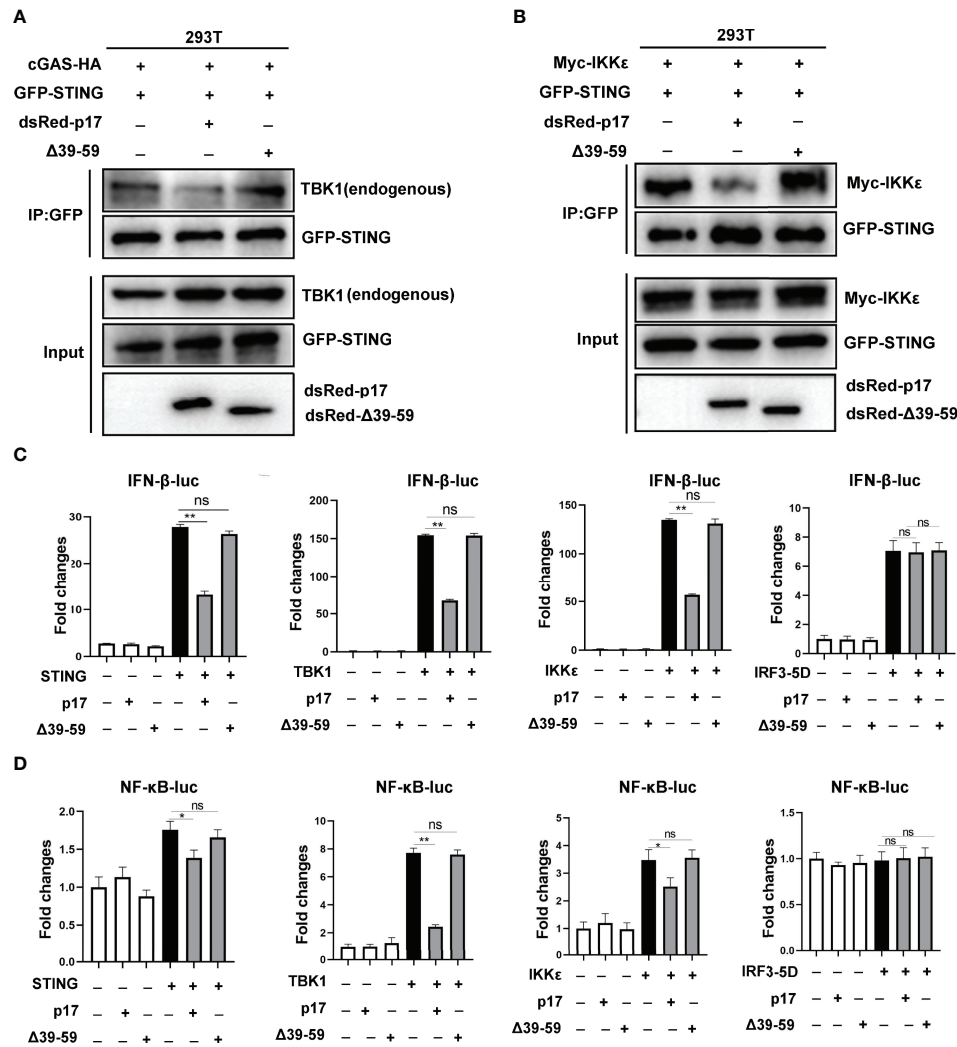 A
293T
cGAS-HA + + +
GFP-STING + + +
dsRed-p17 – + –
Δ39-59 – – +
IP:GFP
TBK1(endogenous)
GFP-STING
Input
TBK1(endogenous)
GFP-STING
dsRed-p17
dsRed-Δ39-59
B
293T
Myc-IKKε + + +
GFP-STING + + +
dsRed-p17 – + –
Δ39-59 – – +
IP:GFP
Myc-IKKε
GFP-STING
Input
Myc-IKKε
GFP-STING
dsRed-p17
dsRed-Δ39-59
C
IFN-β-luc
Fold changes
30
20
10
0
ns
**
STING – – – + + +
p17 – + – – + –
Δ39-59 – – + – – +
IFN-β-luc
Fold changes
200
150
100
50
0
ns
**
TBK1 – – – + + +
p17 – + – – + –
Δ39-59 – – + – – +
IFN-β-luc
Fold changes
150
100
50
0
ns
**
IKKε – – – + + +
p17 – + – – + –
Δ39-59 – – + – – +
IFN-β-luc
Fold changes
10
8
6
4
2
0
ns
ns
IRF3-5D – – – + + +
p17 – + – – + –
Δ39-59 – – + – – +
D
NF-κB-luc
Fold changes
2.0
1.5
1.0
0.5
0.0
ns
*
STING – – – + + +
p17 – + – – + –
Δ39-59 – – + – – +
NF-κB-luc
Fold changes
10
8
6
4
2
0
ns
**
TBK1 – – – + + +
p17 – + – – + –
Δ39-59 – – + – – +
NF-κB-luc
Fold changes
5
4
3
2
1
0
ns
*
IKKε – – – + + +
p17 – + – – + –
Δ39-59 – – + – – +
NF-κB-luc
Fold changes
1.5
1.0
0.5
0.0
ns
ns
IRF3-5D – – – + + +
p17 – + – – + –
Δ39-59 – – + – – +